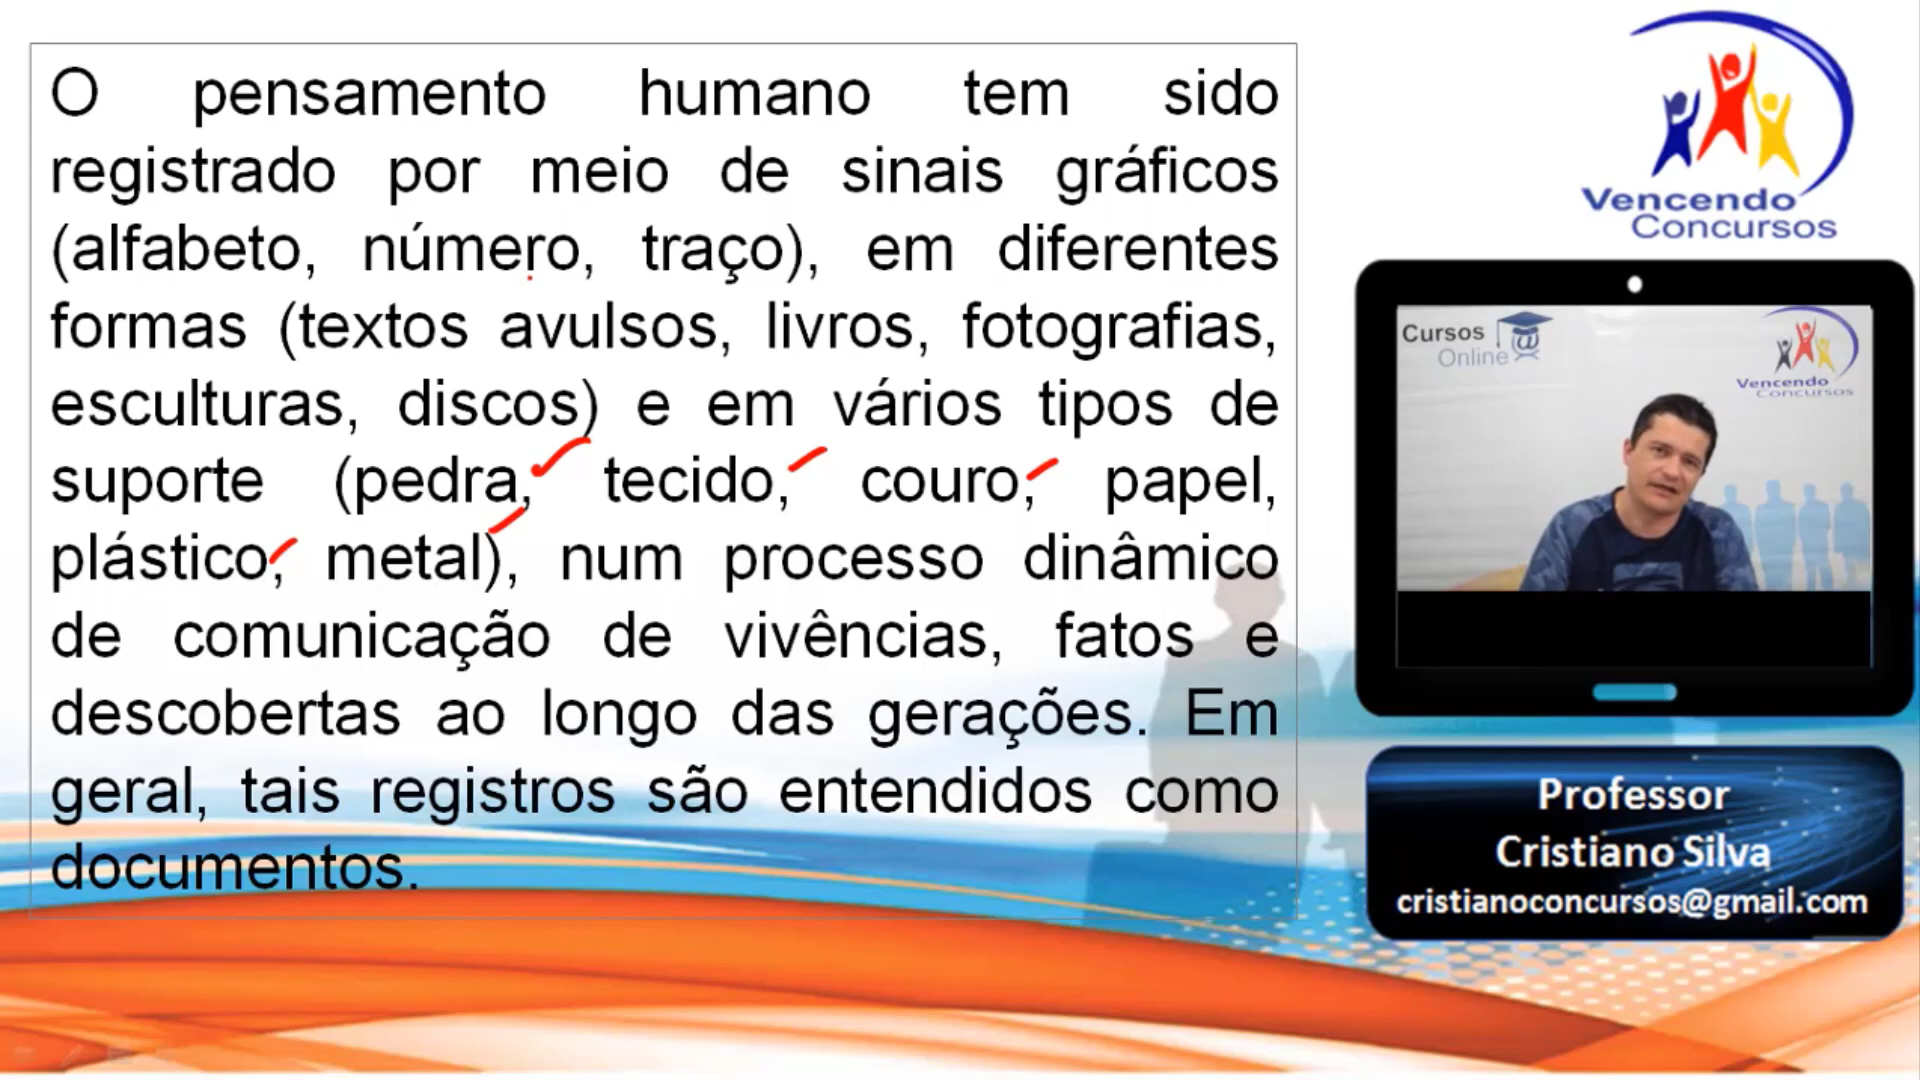 O pensamento humano tem sido
registrado por meio de sinais gráficos
(alfabeto, número, traço), em diferentes
formas (textos avulsos, livros, fotografias,
esculturas, discos) e em vários tipos de
suporte (pedra, tecido, couro, papel,
plástico, metal), num processo dinâmico
de comunicação de vivências, fatos e
descobertas ao longo das gerações. Em
geral, tais registros são entendidos como
documentos.
Vencendo
Concursos
Cursos
Online
Vencendo
Concursos
Professor
Cristiano Silva
cristianoconcursos@gmail.com